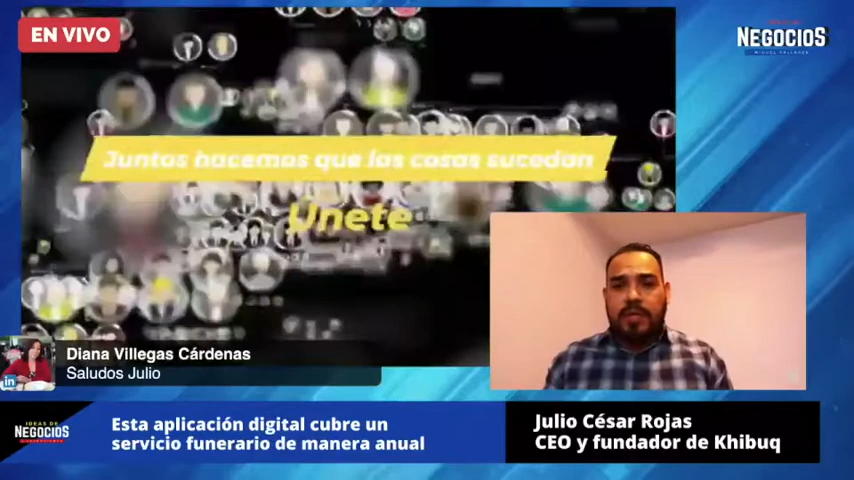 EN VIVO
NEGOCIOS
Juntos hacemos que las cosas sucedan
Únete
Diana Villegas Cárdenas
Saludos Julio
in
IDEAS DE
NEGOCIOS
Esta aplicación digital cubre un
servicio funerario de manera anual
Julio César Rojas
CEO y fundador de Khibuq